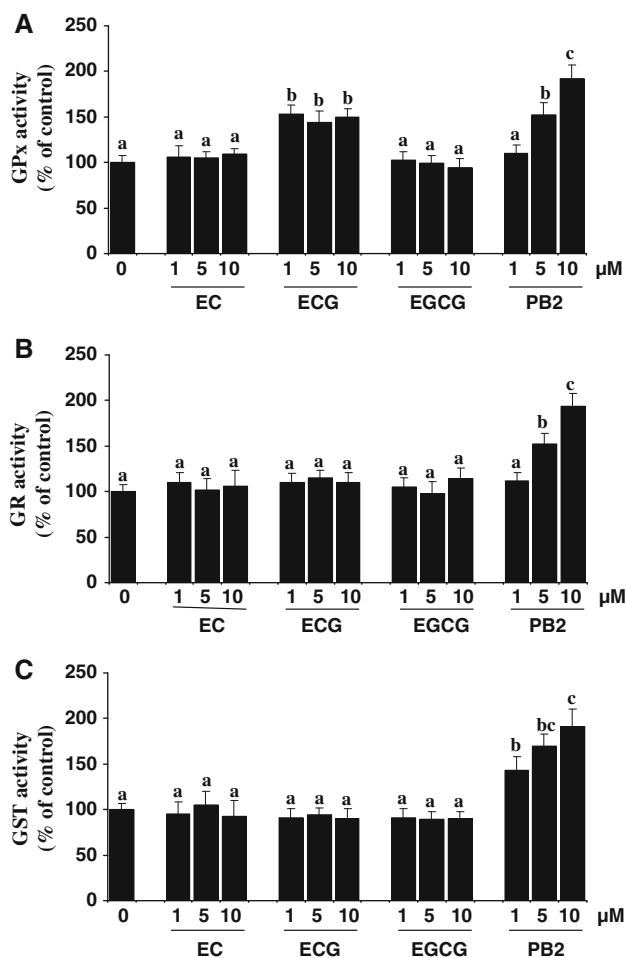 A
GPx activity
(% of control)
250
200
150
100
50
0
a
a a a
b b b
a a a
a b c
0 1 5 10 1 5 10 1 5 10 1 5 10 µM
EC ECG EGCG PB2
B
GR activity
(% of control)
250
200
150
100
50
0
a
a a a
a a a
a a a
a b c
0 1 5 10 1 5 10 1 5 10 1 5 10 µM
EC ECG EGCG PB2
C
GST activity
(% of control)
250
200
150
100
50
0
a
a a a
a a a
a a a
b bc c
0 1 5 10 1 5 10 1 5 10 1 5 10 µM
EC ECG EGCG PB2